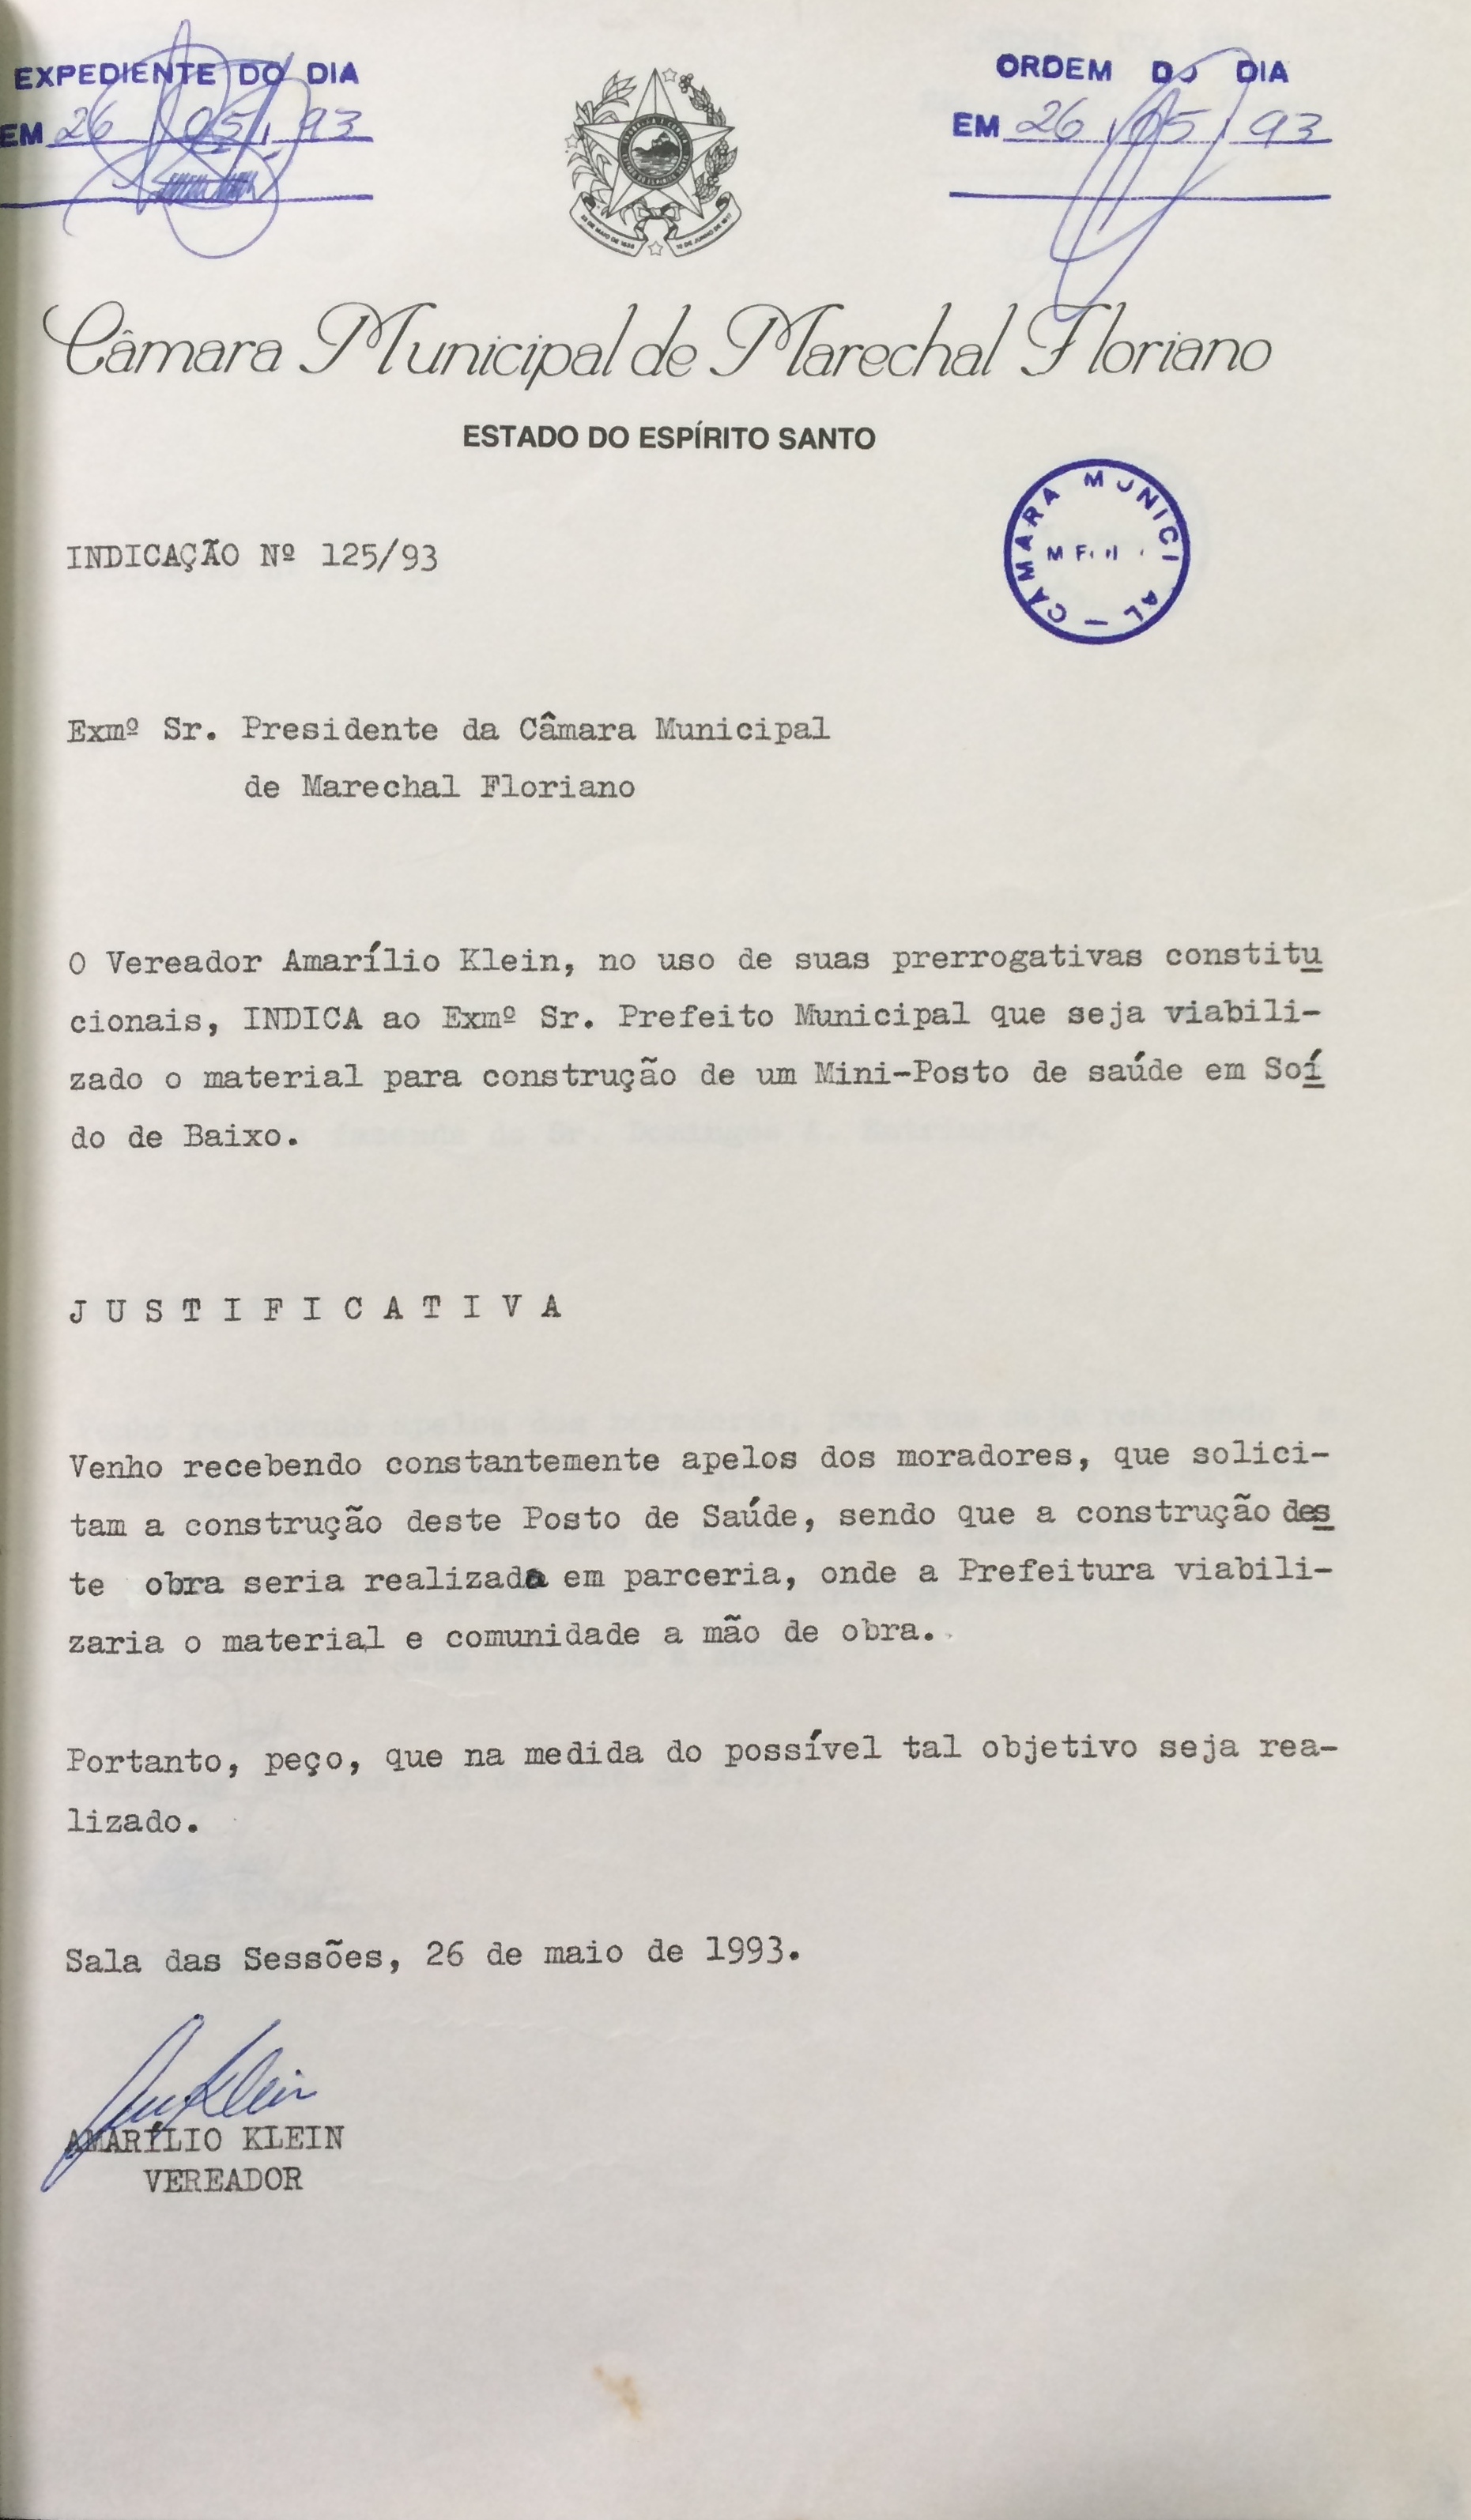 EXPEDIENTE DO DIA
EM 26 / 05 / 93
ORDEM DO DIA
EM 26 / 05 / 93
Câmara Municipal de Marechal Floriano
ESTADO DO ESPÍRITO SANTO
CÂMARA MUNICI AL —
INDICAÇÃO Nº 125/93
Exmº Sr. Presidente da Câmara Municipal
de Marechal Floriano
O Vereador Amarílio Klein, no uso de suas prerrogativas constitu
cionais, INDICA ao Exmº Sr. Prefeito Municipal que seja viabili-
zado o material para construção de um Mini-Posto de saúde em Soí
do de Baixo.
J U S T I F I C A T I V A
Venho recebendo constantemente apelos dos moradores, que solici-
tam a construção deste Posto de Saúde, sendo que a construção des
te obra seria realizada em parceria, onde a Prefeitura viabili-
zaria o material e comunidade a mão de obra.
Portanto, peço, que na medida do possível tal objetivo seja rea-
lizado.
Sala das Sessões, 26 de maio de 1993.
AMARÍLIO KLEIN
VEREADOR